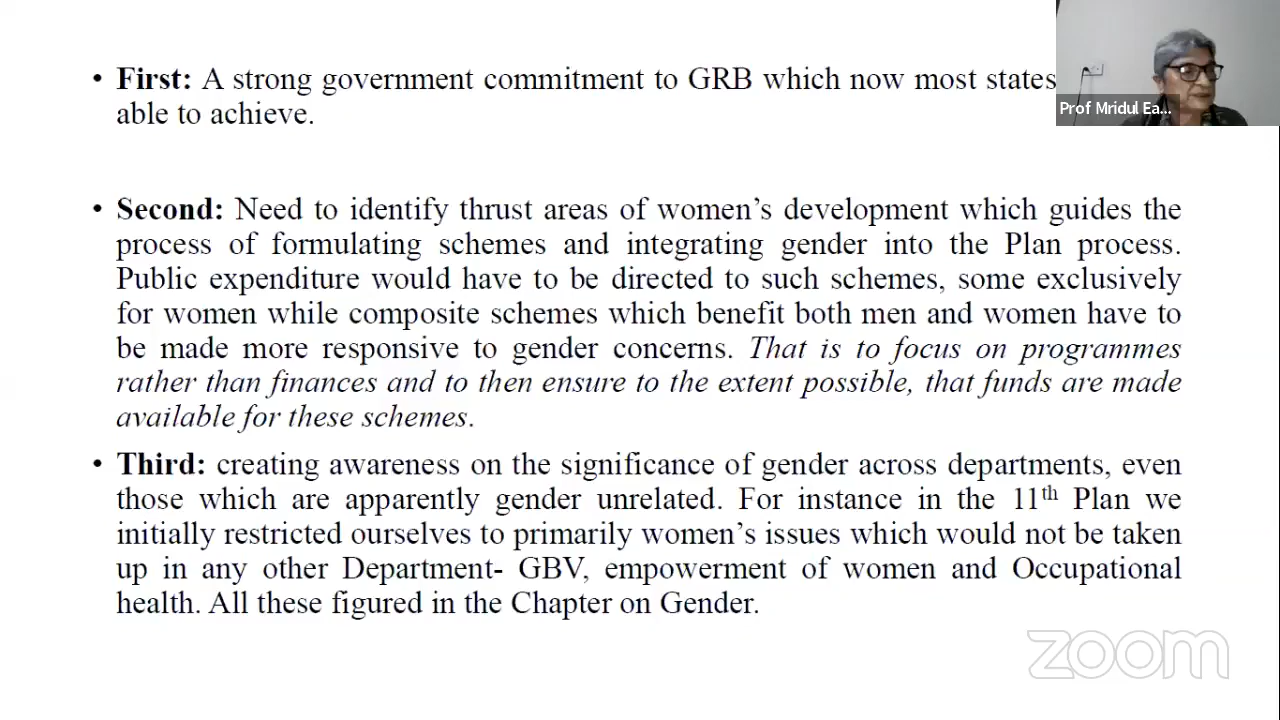 • First: A strong government commitment to GRB which now most states
able to achieve.
Prof Mridul Ea...
• Second: Need to identify thrust areas of women’s development which guides the
process of formulating schemes and integrating gender into the Plan process.
Public expenditure would have to be directed to such schemes, some exclusively
for women while composite schemes which benefit both men and women have to
be made more responsive to gender concerns. That is to focus on programmes
rather than finances and to then ensure to the extent possible, that funds are made
available for these schemes.
• Third: creating awareness on the significance of gender across departments, even
those which are apparently gender unrelated. For instance in the 11th Plan we
initially restricted ourselves to primarily women’s issues which would not be taken
up in any other Department- GBV, empowerment of women and Occupational
health. All these figured in the Chapter on Gender.
zoom